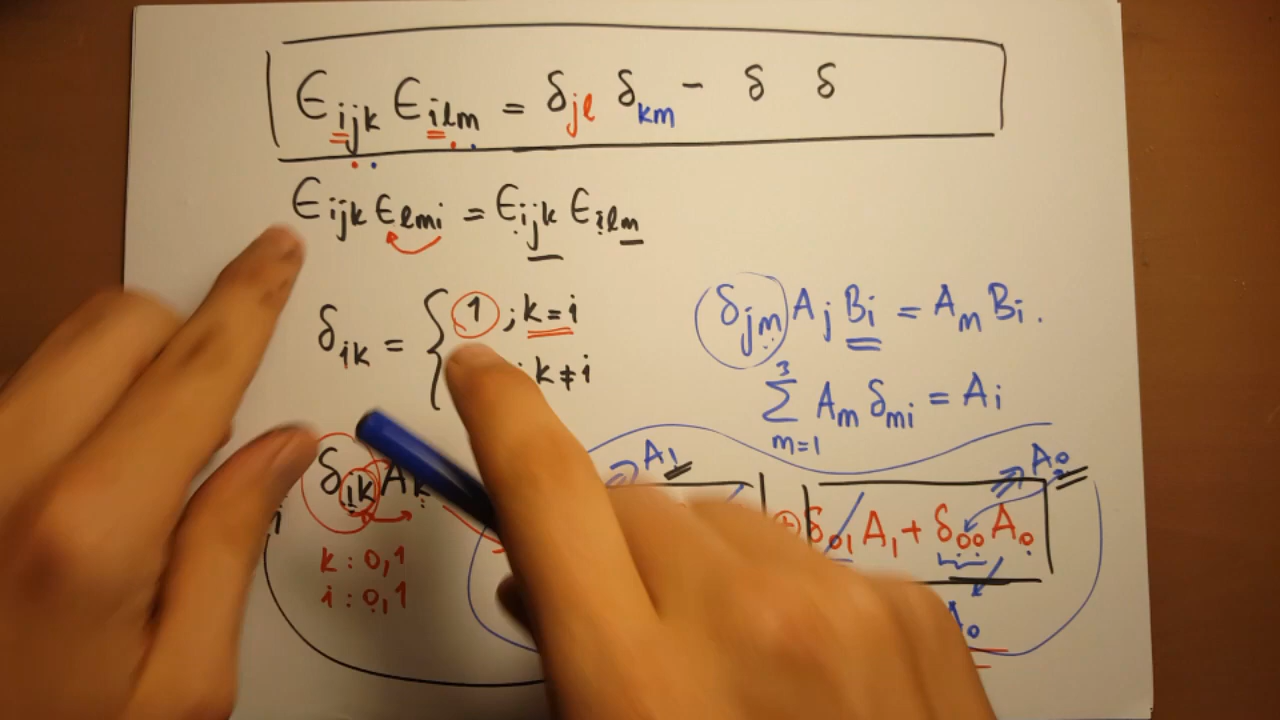 ϵᵢⱼₖ ϵᵢₗₘ = δⱼₗ δₖₘ − δ δ
ϵᵢⱼₖ ϵₗₘᵢ = ϵᵢⱼₖ ϵᵢₗₘ
δᵢₖ = { 1 ; k = i
; k ≠ i
δⱼₘ Aⱼ Bᵢ = Aₘ Bᵢ .
3
Σ Aₘ δₘᵢ = Aᵢ
m=1
δᵢₖ Aₖ
k : 0,1
i : 0,1
A₁
A₀
+ δ₀₁ A₁ + δ₀₀ A₀
A₀